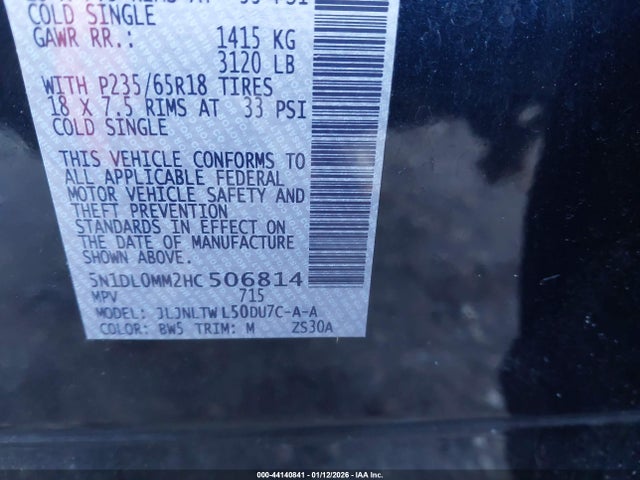 COLD SINGLE
GAWR RR.: 1415 KG
3120 LB
WITH P235/65R18 TIRES
18 X 7.5 RIMS AT 33 PSI
COLD SINGLE
THIS VEHICLE CONFORMS TO
ALL APPLICABLE FEDERAL
MOTOR VEHICLE SAFETY AND
THEFT PREVENTION
STANDARDS IN EFFECT ON
THE DATE OF MANUFACTURE
SHOWN ABOVE.
5N1DL0MM2HC506814
MPV 715
MODEL: JLJNLTWL50DU7C-A-A
COLOR: BW5 TRIM: M ZS30A
000-44140841 - 01/12/2026 - IAA Inc.